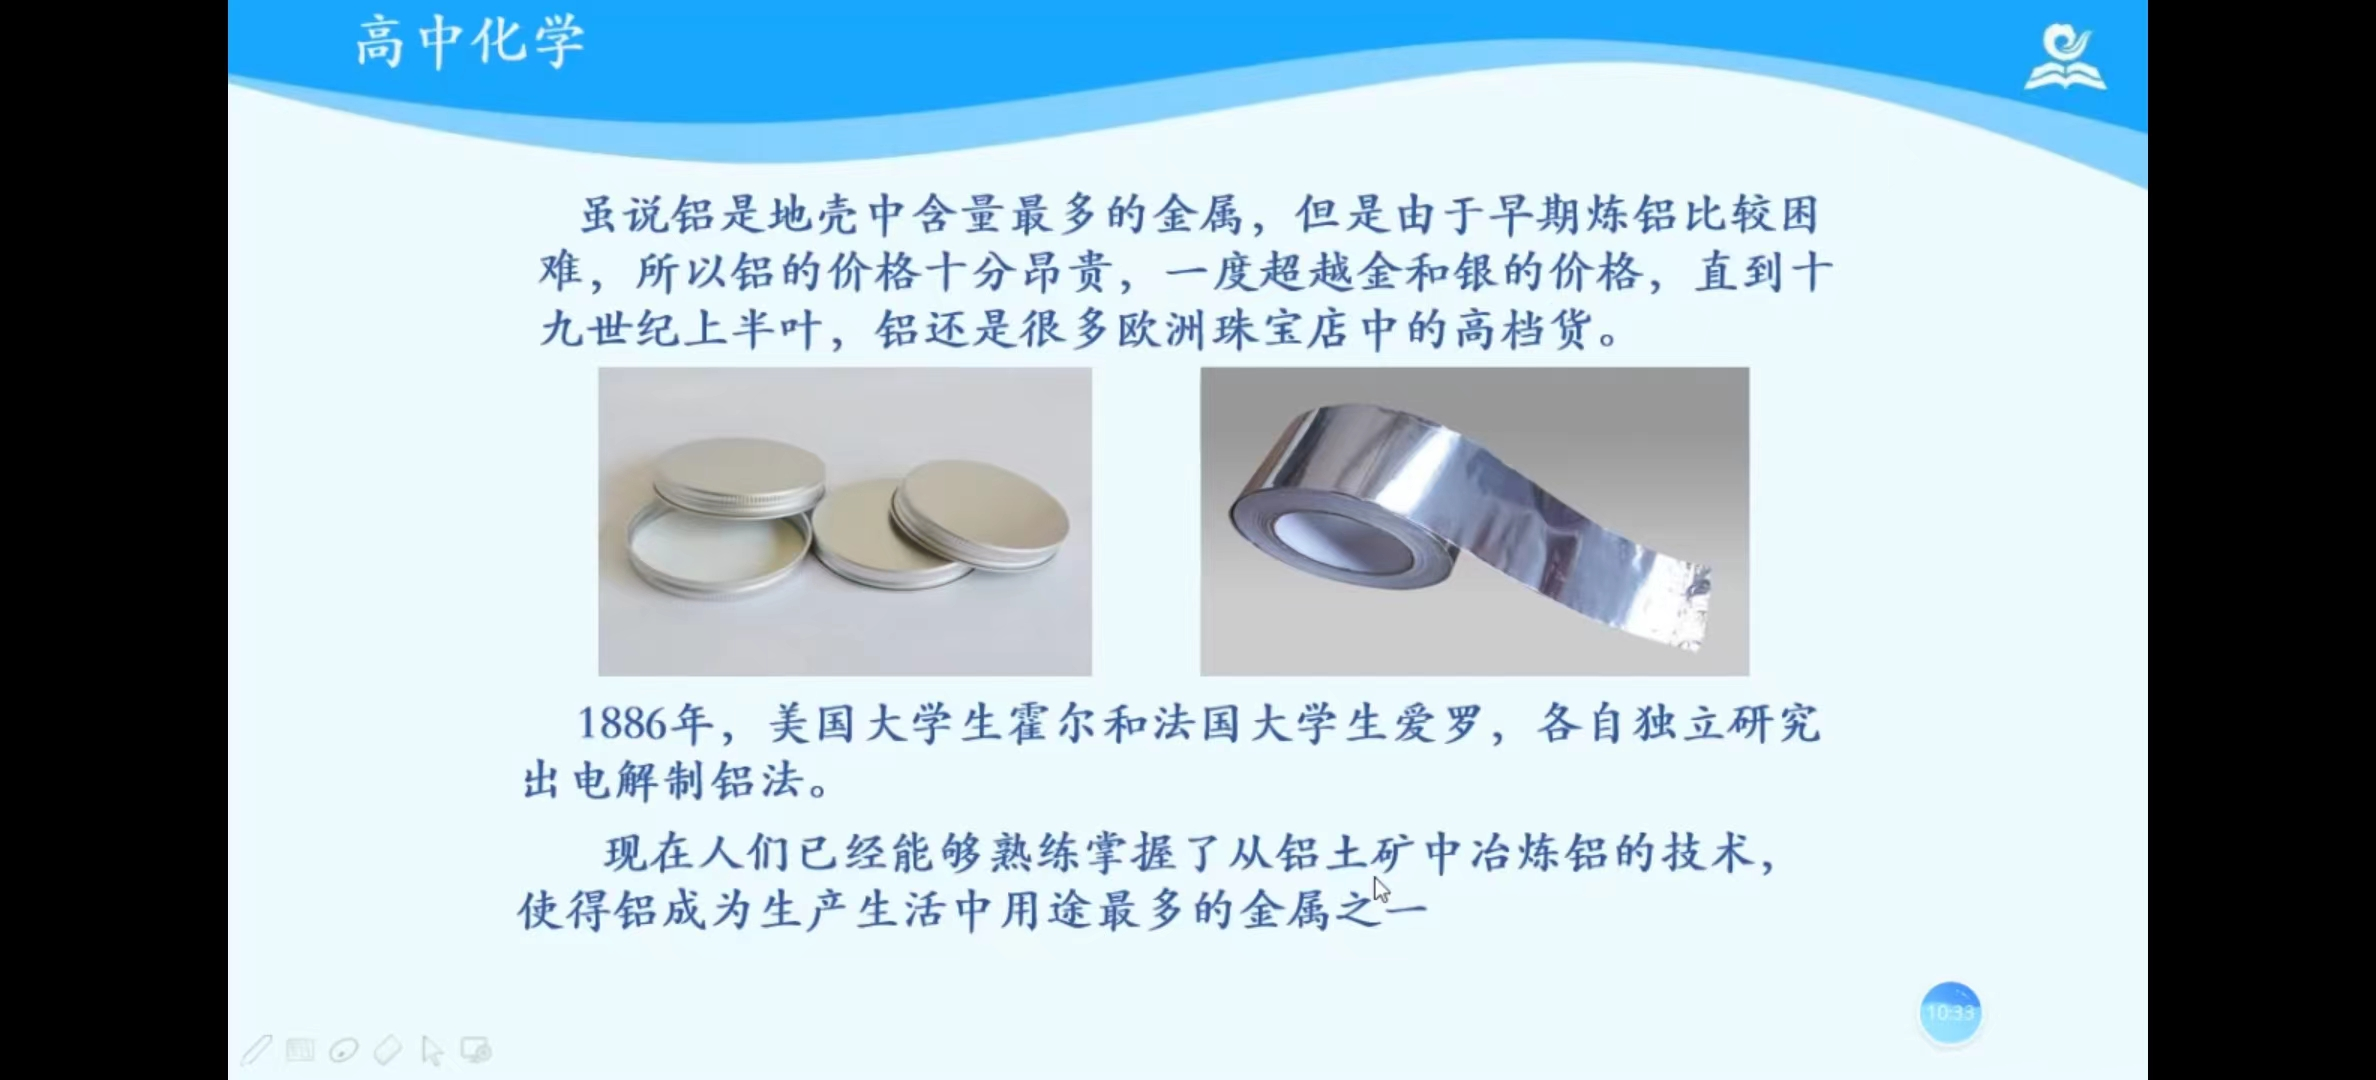 高中化学
虽说铝是地壳中含量最多的金属，但是由于早期炼铝比较困
难，所以铝的价格十分昂贵，一度超越金和银的价格，直到十
九世纪上半叶，铝还是很多欧洲珠宝店中的高档货。
1886年，美国大学生霍尔和法国大学生爱罗，各自独立研究
出电解制铝法。
现在人们已经能够熟练掌握了从铝土矿中冶炼铝的技术，
使得铝成为生产生活中用途最多的金属之一
10:33